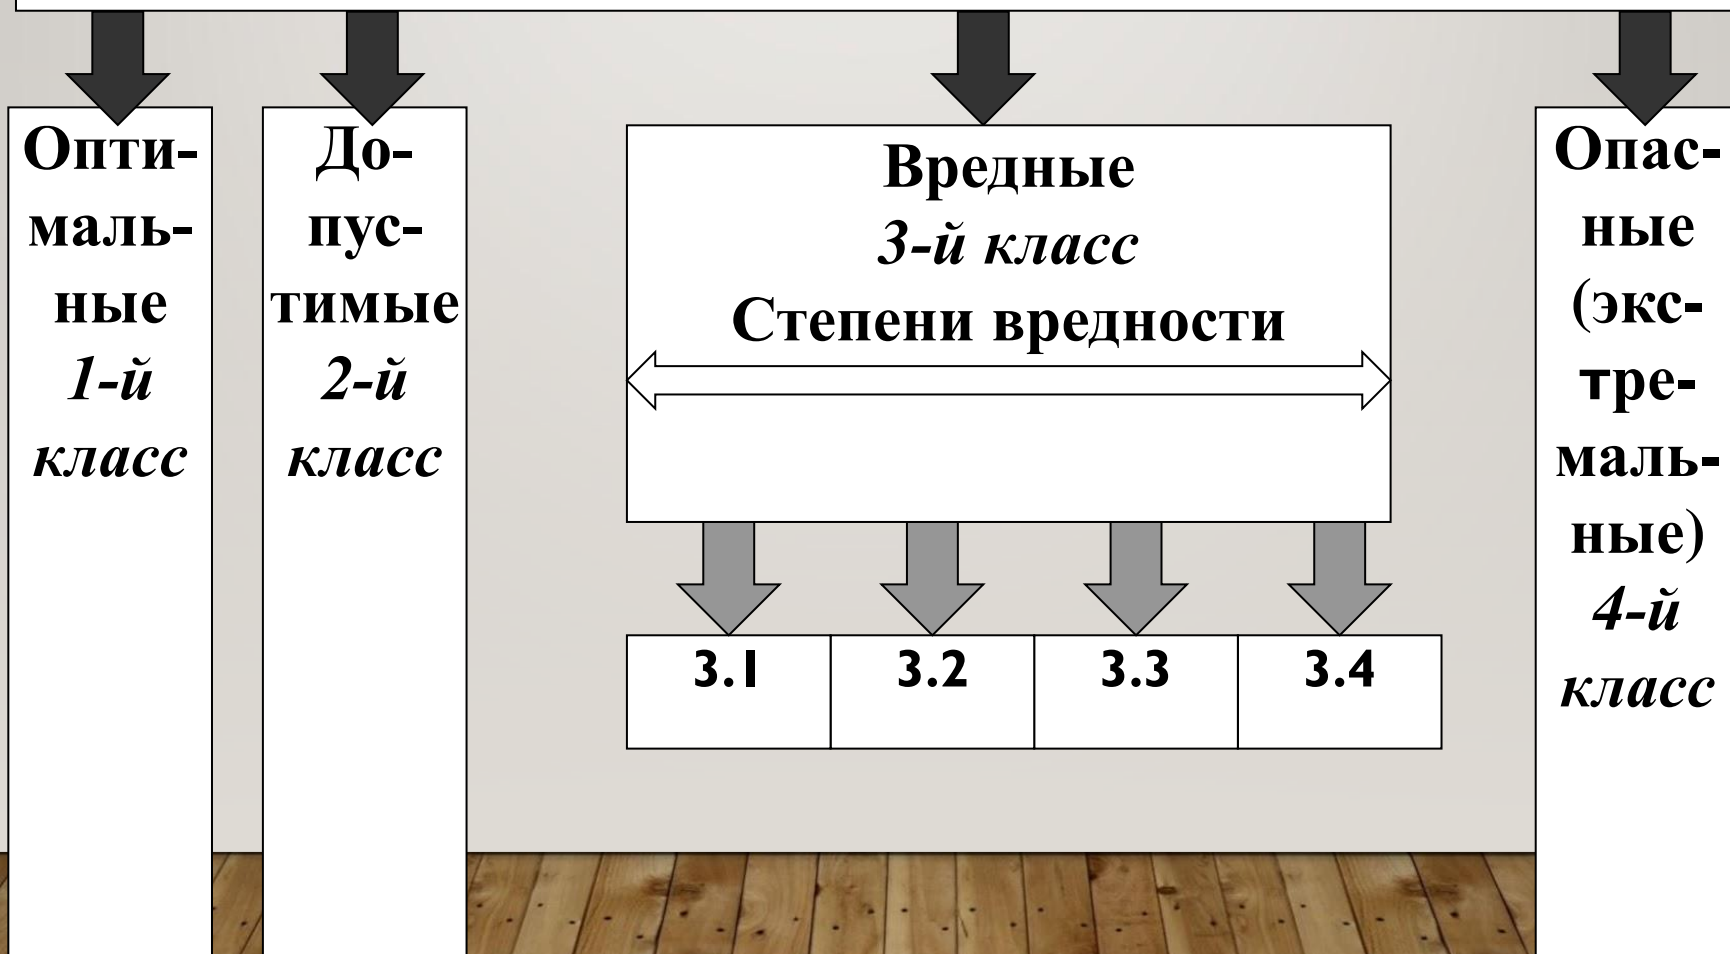 Опти-
маль-
ные
1-й
класс
До-
пус-
тимые
2-й
класс
Вредные
3-й класс
Степени вредности
3.1
3.2
3.3
3.4
Опас-
ные
(экс-
тре-
маль-
ные)
4-й
класс